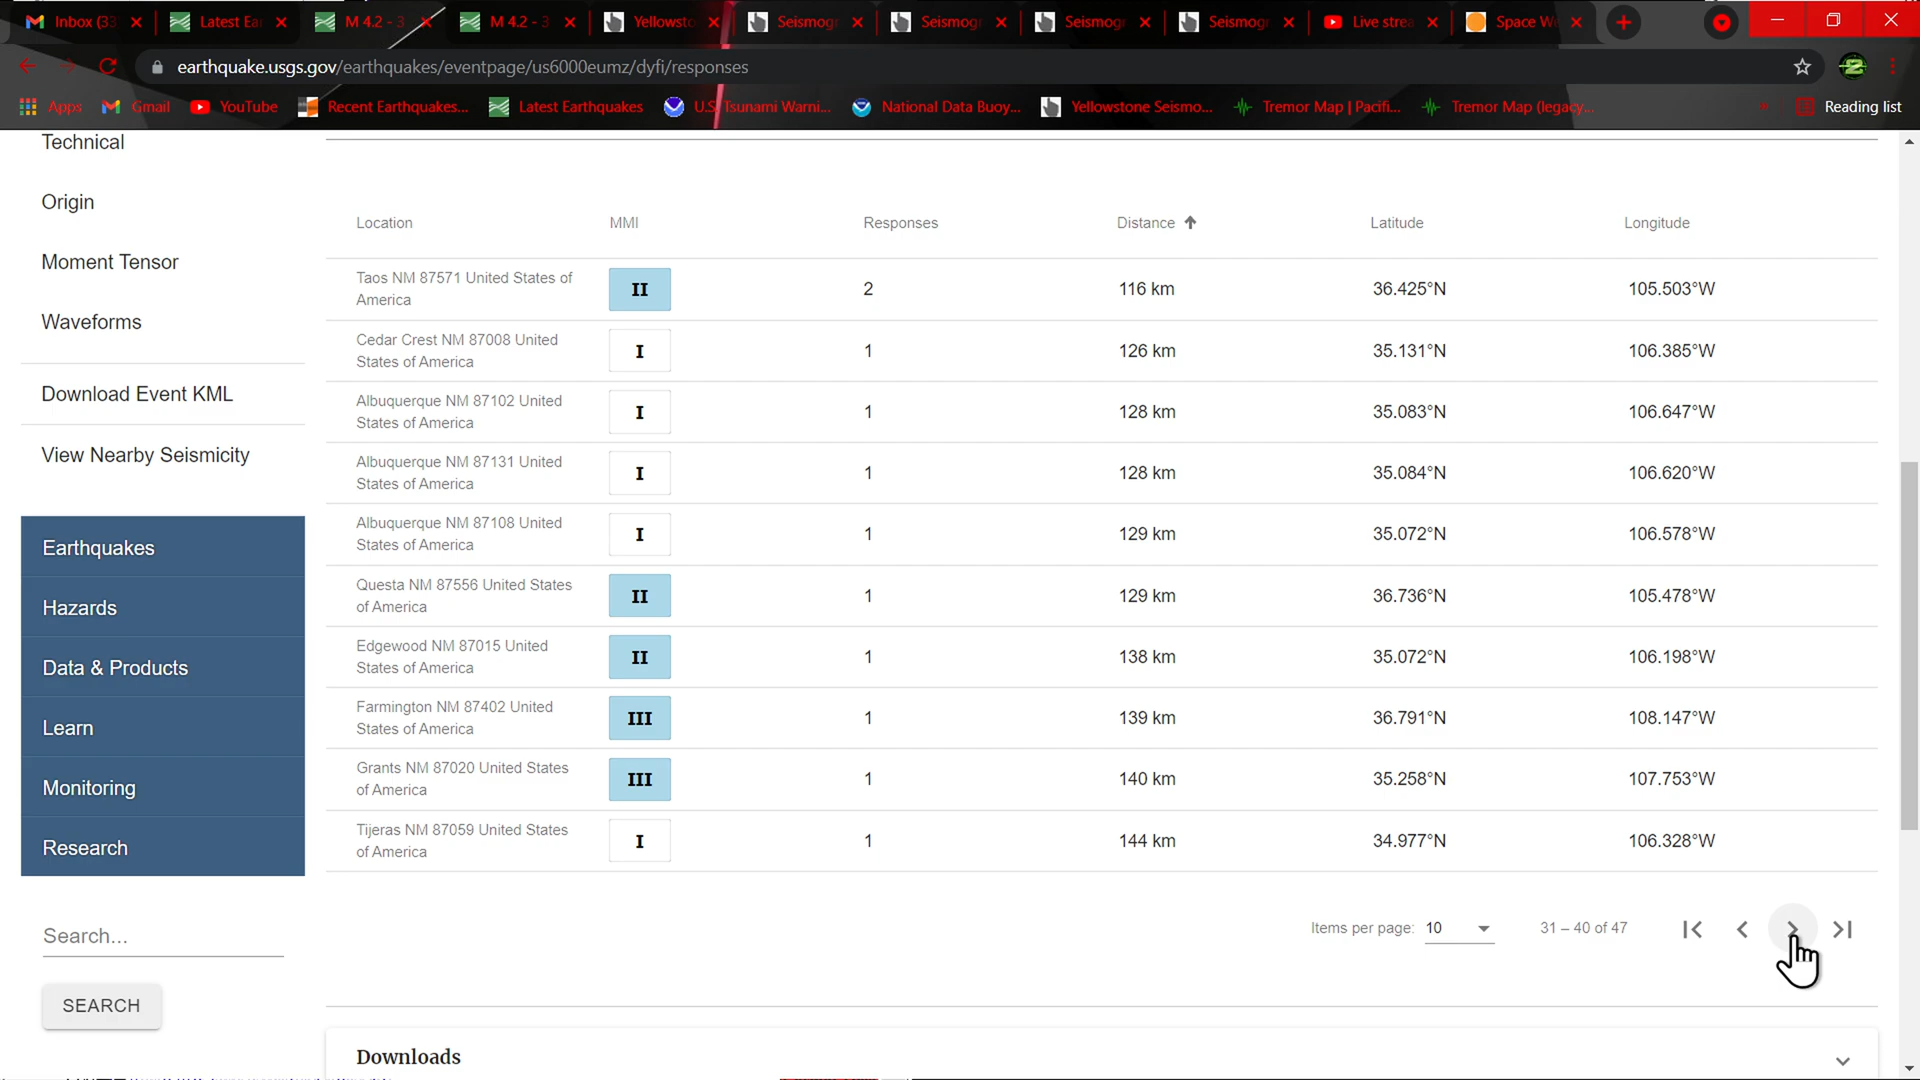 Inbox (33
Latest Ear
M 4.2 - 3
M 4.2 - 3
Yellowsto
Seismogr
Seismogr
Seismogr
Seismogr
Live strea
Space W
earthquake.usgs.gov/earthquakes/eventpage/us6000eumz/dyfi/responses
Apps
Gmail
YouTube
Recent Earthquakes...
Latest Earthquakes
U.S. Tsunami Warni...
National Data Buoy...
Yellowstone Seismo...
Tremor Map | Pacifi...
Tremor Map (legacy...
»
Reading list
Technical
Origin
Moment Tensor
Waveforms
Download Event KML
View Nearby Seismicity
Earthquakes
Hazards
Data & Products
Learn
Monitoring
Research
Search...
SEARCH
Location MMI Responses Distance Latitude Longitude
Taos NM 87571 United States of
America
II 2 116 km 36.425°N 105.503°W
Cedar Crest NM 87008 United
States of America
I 1 126 km 35.131°N 106.385°W
Albuquerque NM 87102 United
States of America
I 1 128 km 35.083°N 106.647°W
Albuquerque NM 87131 United
States of America
I 1 128 km 35.084°N 106.620°W
Albuquerque NM 87108 United
States of America
I 1 129 km 35.072°N 106.578°W
Questa NM 87556 United States
of America
II 1 129 km 36.736°N 105.478°W
Edgewood NM 87015 United
States of America
II 1 138 km 35.072°N 106.198°W
Farmington NM 87402 United
States of America
III 1 139 km 36.791°N 108.147°W
Grants NM 87020 United States
of America
III 1 140 km 35.258°N 107.753°W
Tijeras NM 87059 United States
of America
I 1 144 km 34.977°N 106.328°W
Items per page: 10 31 – 40 of 47
Downloads